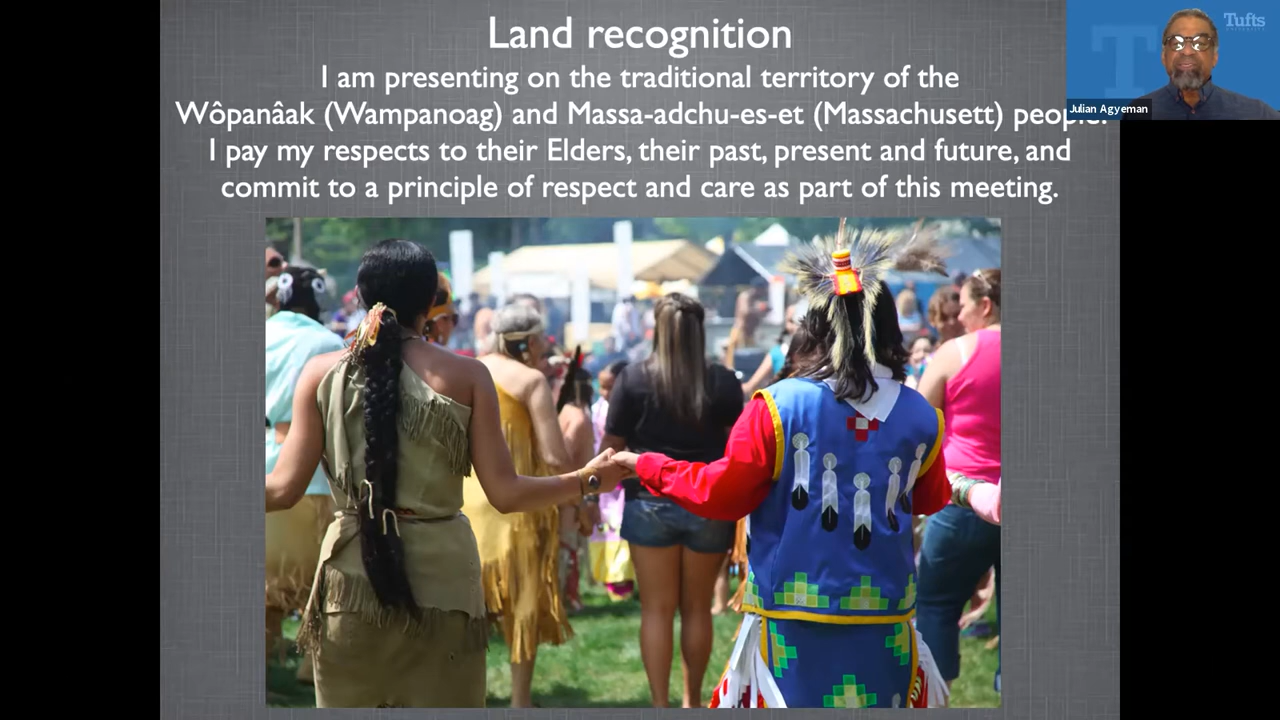 Land recognition
I am presenting on the traditional territory of the
Wôpanâak (Wampanoag) and Massa-adchu-es-et (Massachusett) people.
I pay my respects to their Elders, their past, present and future, and
commit to a principle of respect and care as part of this meeting.
Tufts
UNIVERSITY
T
Julian Agyeman